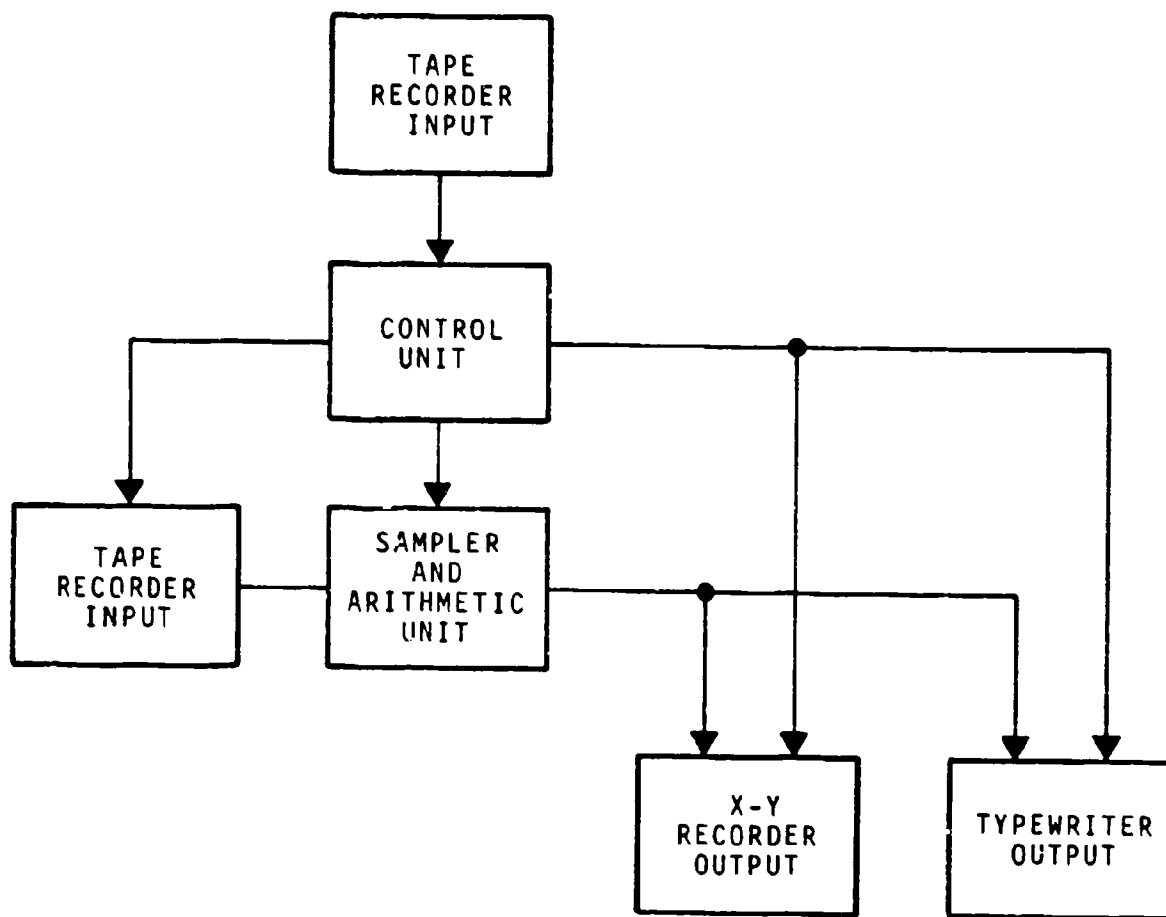 TAPE
RECORDER
INPUT
CONTROL
UNIT
TAPE
RECORDER
INPUT
SAMPLER
AND
ARITHMETIC
UNIT
X-Y
RECORDER
OUTPUT
TYPEWRITER
OUTPUT